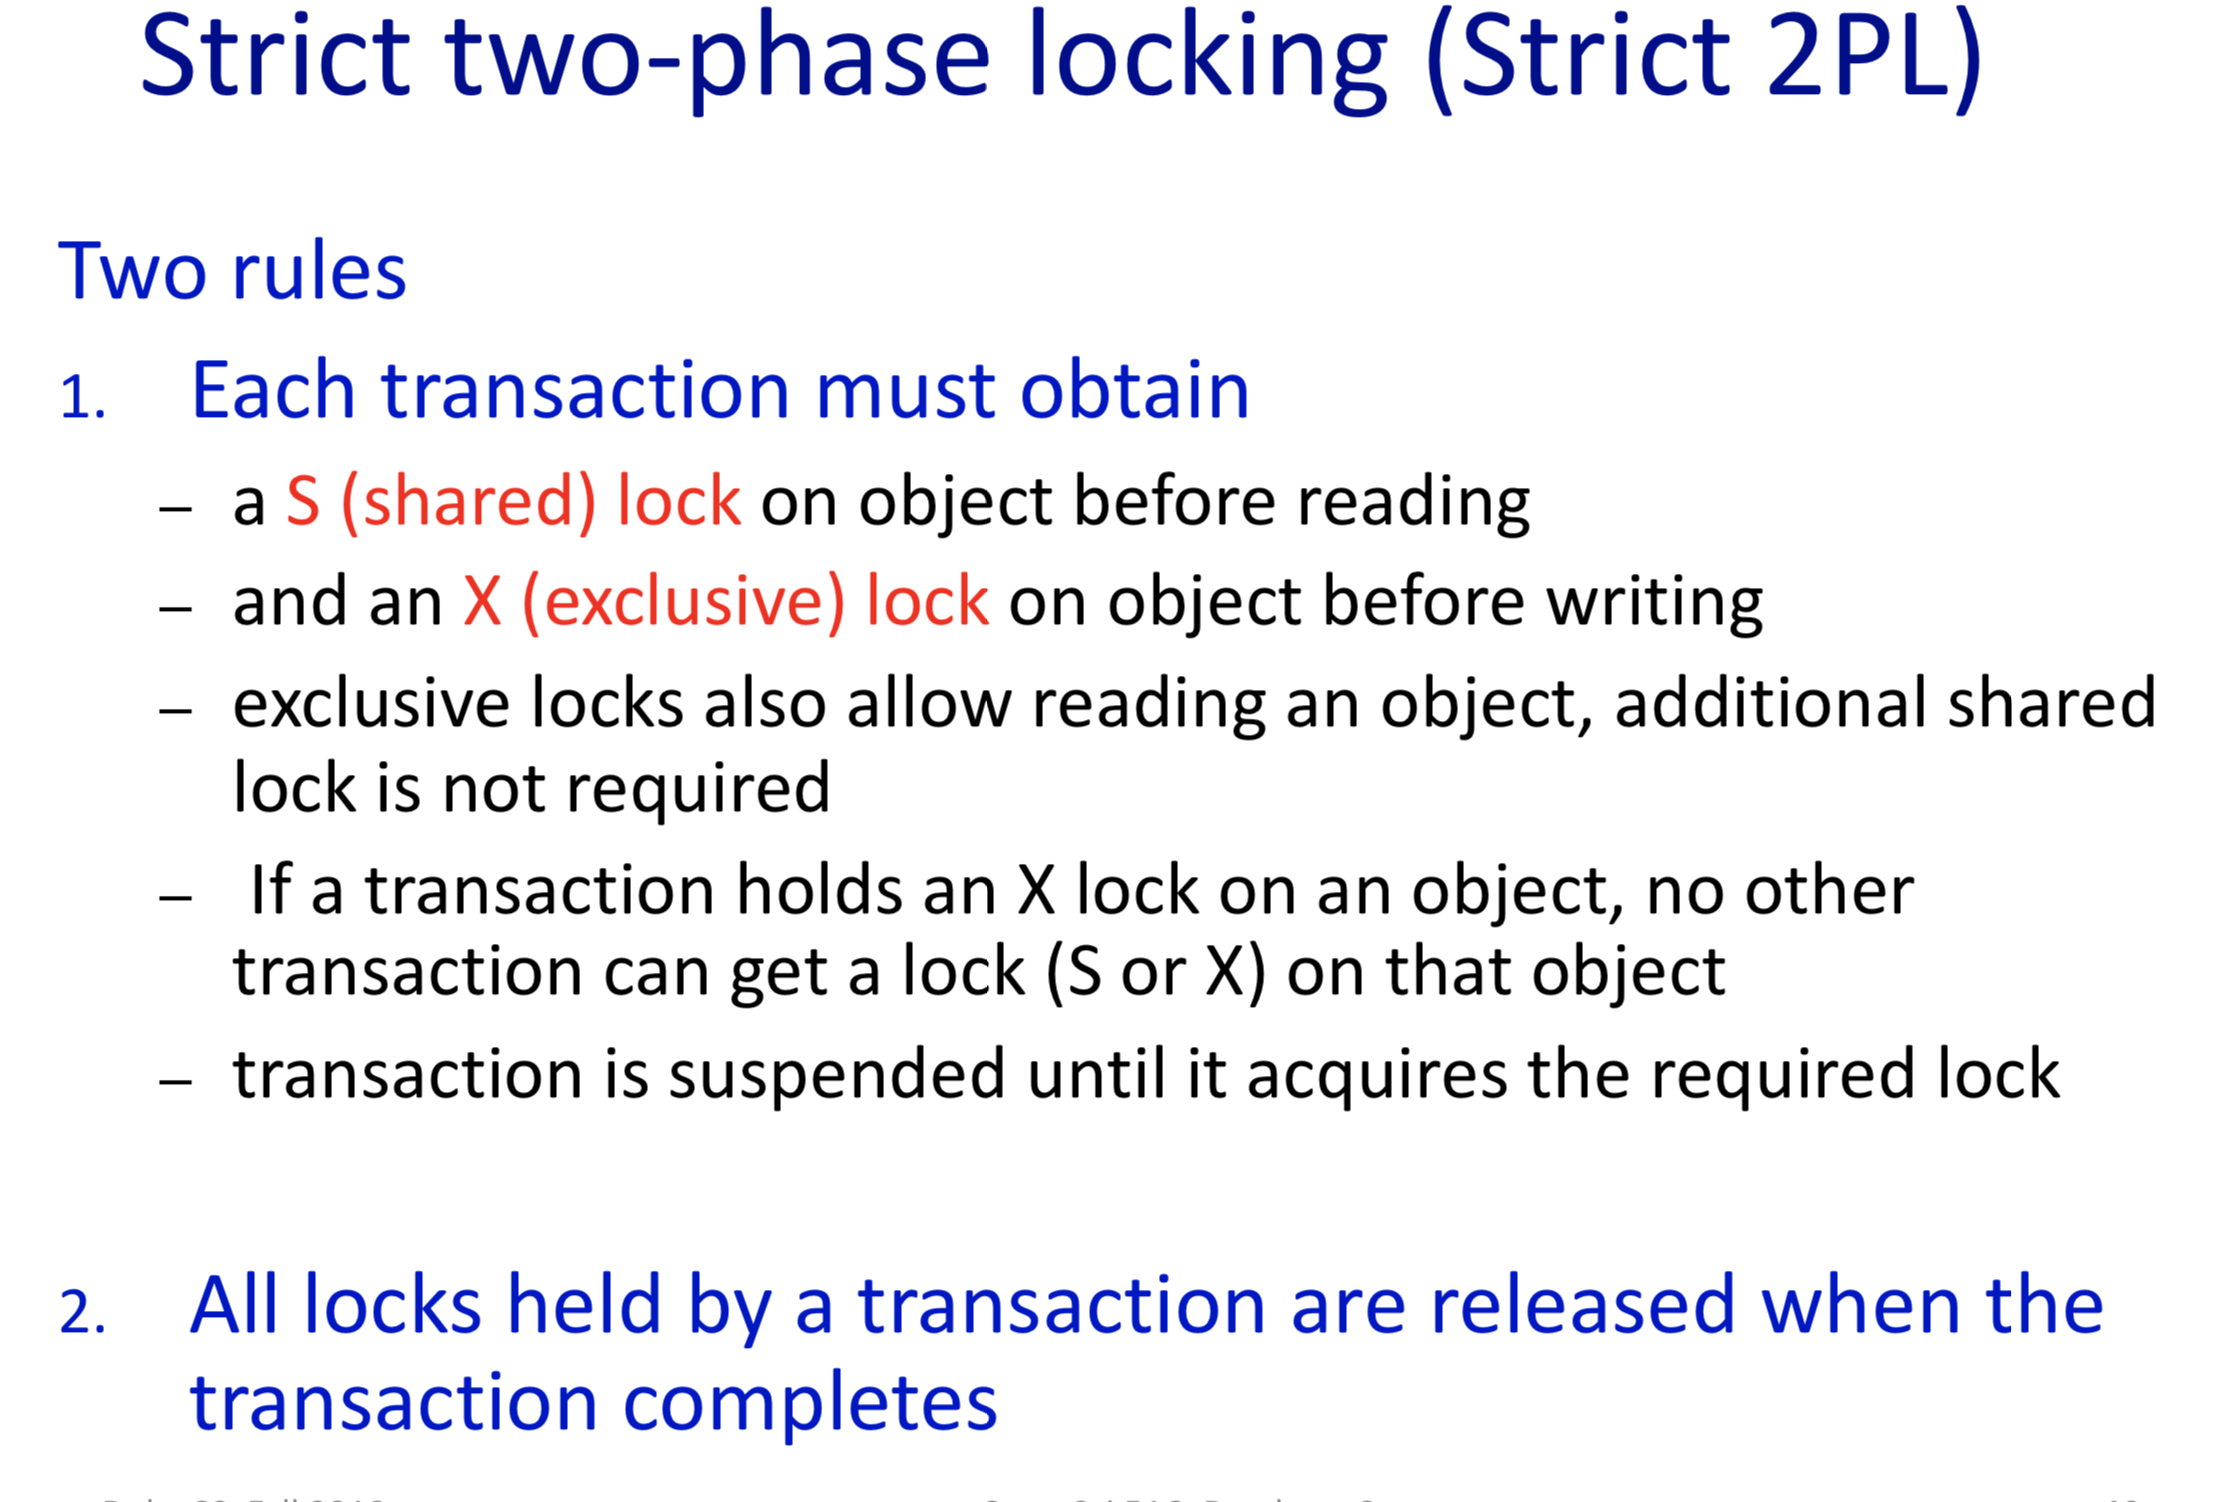 Strict two-phase locking (Strict 2PL)
Two rules
1. Each transaction must obtain
– a S (shared) lock on object before reading
– and an X (exclusive) lock on object before writing
– exclusive locks also allow reading an object, additional shared
lock is not required
– If a transaction holds an X lock on an object, no other
transaction can get a lock (S or X) on that object
– transaction is suspended until it acquires the required lock
2. All locks held by a transaction are released when the
transaction completes